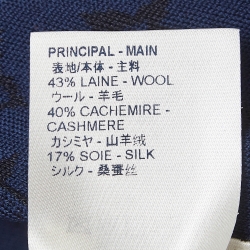 PRINCIPAL - MAIN
表地/本体 - 主料
43% LAINE - WOOL
ウール - 羊毛
40% CACHEMIRE -
CASHMERE
カシミヤ - 山羊绒
17% SOIE - SILK
シルク - 桑蚕丝